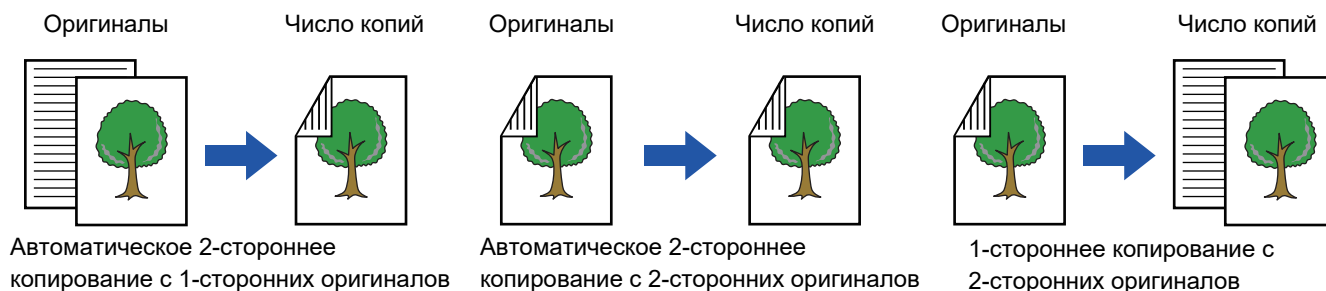 Оригиналы
Число копий
Оригиналы
Число копий
Оригиналы
Число копий
Автоматическое 2-стороннее
копирование с 1-сторонних оригиналов
Автоматическое 2-стороннее
копирование с 2-сторонних оригиналов
1-стороннее копирование с
2-сторонних оригиналов